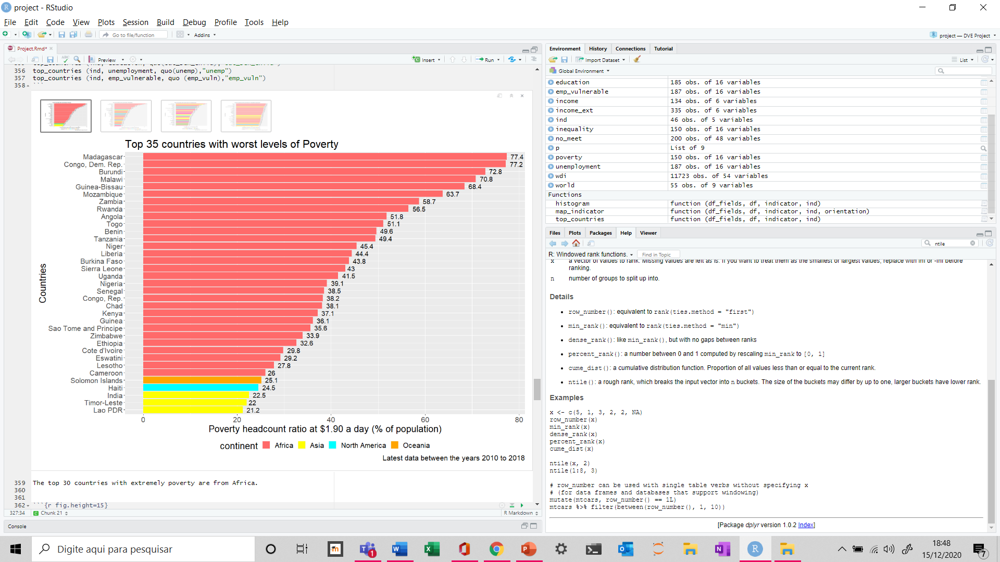 project - RStudio
File Edit Code View Plots Session Build Debug Profile Tools Help
Go to file/function
Addins
project — DVE Project
Project.Rmd*
Preview
Insert
Run
356 top_countries (ind, unemployment, quo(unemp),"unemp")
357 top_countries (ind, emp_vulnerable, quo (emp_vuln),"emp_vuln")
358 ```
Top 35 countries with worst levels of Poverty
Countries
Madagascar 77.4
Congo, Dem. Rep. 77.2
Burundi 72.8
Malawi 70.8
Guinea-Bissau 68.4
Mozambique 63.7
Zambia 58.7
Rwanda 56.5
Angola 51.8
Togo 51.1
Benin 49.6
Tanzania 49.4
Niger 45.4
Liberia 44.4
Burkina Faso 43.8
Sierra Leone 43
Uganda 41.5
Nigeria 39.1
Senegal 38.5
Congo, Rep. 38.2
Chad 38.1
Kenya 37.1
Guinea 36.1
Sao Tome and Principe 35.6
Zimbabwe 33.9
Ethiopia 32.6
Cote d'Ivoire 29.8
Eswatini 29.2
Lesotho 27.8
Cameroon 26
Solomon Islands 25.1
Haiti 24.5
India 22.5
Timor-Leste 22
Lao PDR 21.2
0 20 40 60 80
Poverty headcount ratio at $1.90 a day (% of population)
continent Africa Asia North America Oceania
Latest data between the years 2010 to 2018
359 The top 30 countries with extremely poverty are from Africa.
360
361
362 ```{r fig.height=15}
327:34 Chunk 21 R Markdown
Console
Environment History Connections Tutorial
Import Dataset List
Global Environment
education 185 obs. of 16 variables
emp_vulnerable 187 obs. of 16 variables
income 134 obs. of 6 variables
income_ext 335 obs. of 6 variables
ind 46 obs. of 5 variables
inequality 150 obs. of 16 variables
no_meet 200 obs. of 48 variables
p List of 9
poverty 150 obs. of 16 variables
unemployment 187 obs. of 16 variables
wdi 11723 obs. of 54 variables
world 55 obs. of 9 variables
Functions
histogram function (df_fields, df, indicator, ind)
map_indicator function (df_fields, df, indicator, ind, orientation)
top_countries function (df_fields, df, indicator, ind)
Files Plots Packages Help Viewer
ntile
R: Windowed rank functions. Find in Topic
x a vector of values to rank. Missing values are left as is. If you want to treat them as the smallest or largest values, replace with Inf or -Inf before
ranking.
n number of groups to split up into.
Details
• row_number(): equivalent to rank(ties.method = "first")
• min_rank(): equivalent to rank(ties.method = "min")
• dense_rank(): like min_rank(), but with no gaps between ranks
• percent_rank(): a number between 0 and 1 computed by rescaling min_rank to [0, 1]
• cume_dist(): a cumulative distribution function. Proportion of all values less than or equal to the current rank.
• ntile(): a rough rank, which breaks the input vector into n buckets. The size of the buckets may differ by up to one, larger buckets have lower rank.
Examples
x <- c(5, 1, 3, 2, 2, NA)
row_number(x)
min_rank(x)
dense_rank(x)
percent_rank(x)
cume_dist(x)
ntile(x, 2)
ntile(1:8, 3)
# row_number can be used with single table verbs without specifying x
# (for data frames and databases that support windowing)
mutate(mtcars, row_number() == 1L)
mtcars %>% filter(between(row_number(), 1, 10))
[Package dplyr version 1.0.2 Index]
Digite aqui para pesquisar
18:48
15/12/2020
7